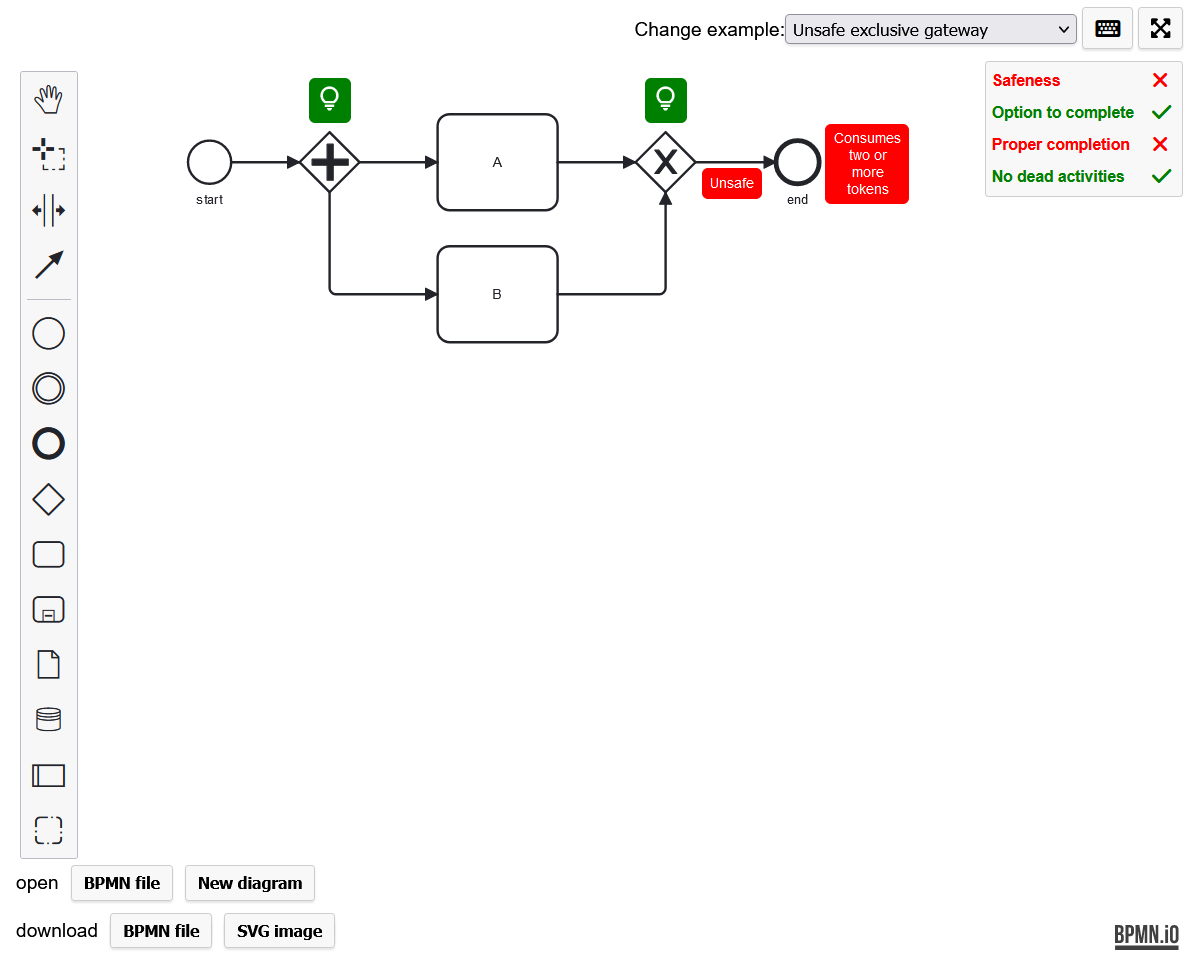 Change example: Unsafe exclusive gateway
Safeness
Option to complete
Proper completion
No dead activities
start
A
B
Unsafe
end
Consumes
two or
more
tokens
open BPMN file New diagram
download BPMN file SVG image
BPMN.iO